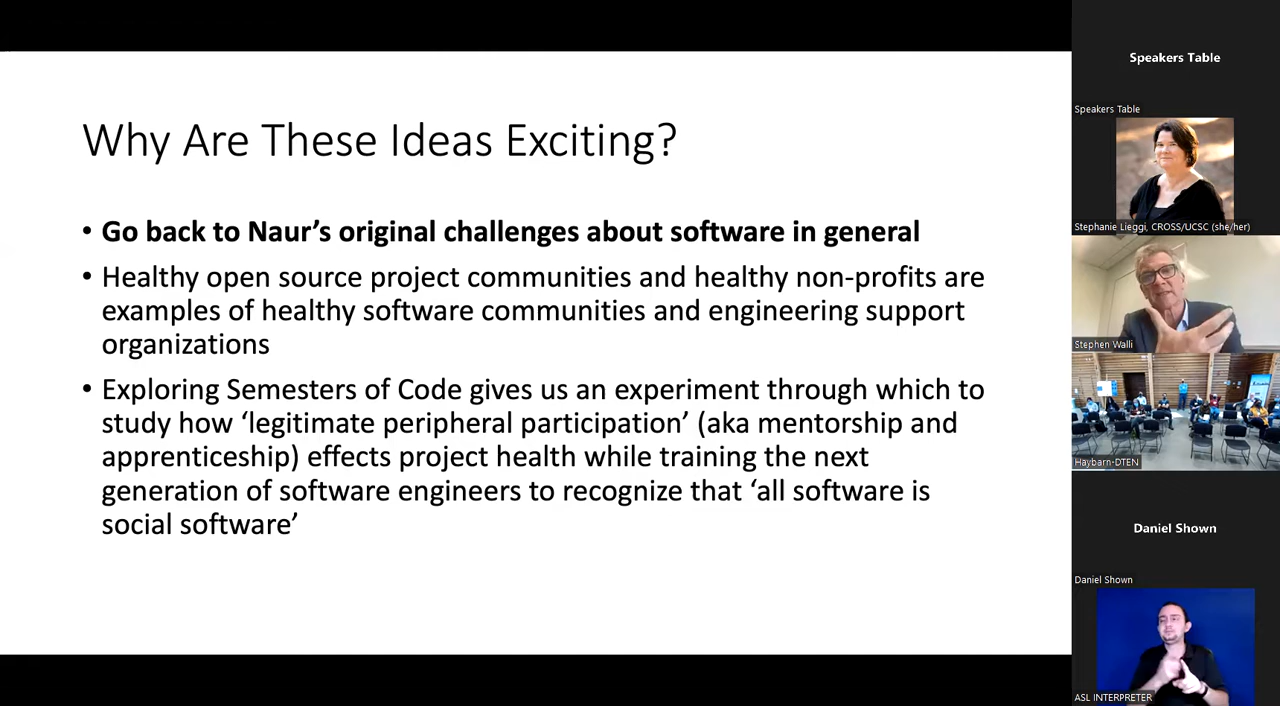 Why Are These Ideas Exciting?
• Go back to Naur’s original challenges about software in general
• Healthy open source project communities and healthy non-profits are
examples of healthy software communities and engineering support
organizations
• Exploring Semesters of Code gives us an experiment through which to
study how ‘legitimate peripheral participation’ (aka mentorship and
apprenticeship) effects project health while training the next
generation of software engineers to recognize that ‘all software is
social software’
Speakers Table
Speakers Table
Stephanie Lieggi, CROSS/UCSC (she/her)
Stephen Walli
Haybarn-DTEN
Daniel Shown
Daniel Shown
ASL INTERPRETER